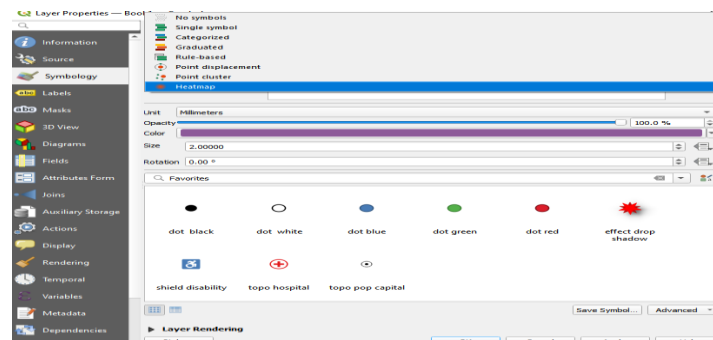 Layer Properties — Boo
No symbols
Single symbol
Categorized
Graduated
Rule-based
Point displacement
Point cluster
Heatmap
Information
Source
Symbology
abc Labels
abc Masks
3D View
Diagrams
Fields
Attributes Form
Joins
Auxiliary Storage
Actions
Display
Rendering
Temporal
Variables
Metadata
Dependencies
Unit Millimeters
Opacity 100.0 %
Color
Size 2.00000
Rotation 0.00 °
Favorites
dot black dot white dot blue dot green dot red effect drop
shadow
shield disability topo hospital topo pop capital
Save Symbol... Advanced
Layer Rendering